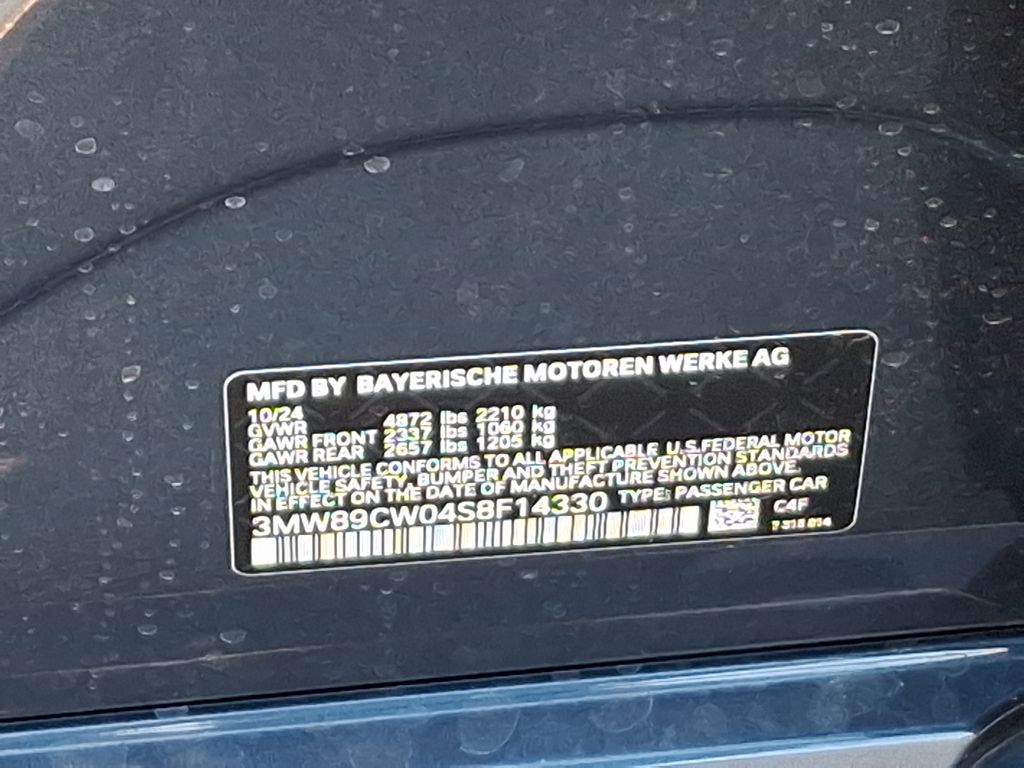 MFD BY BAYERISCHE MOTOREN WERKE AG
10/24
GVWR 4872 lbs 2210 kg
GAWR FRONT 2337 lbs 1060 kg
GAWR REAR 2657 lbs 1205 kg
THIS VEHICLE CONFORMS TO ALL APPLICABLE U.S.FEDERAL MOTOR
VEHICLE SAFETY, BUMPER AND THEFT PREVENTION STANDARDS
IN EFFECT ON THE DATE OF MANUFACTURE SHOWN ABOVE.
3MW89CW04S8F14330 TYPE: PASSENGER CAR
C4F